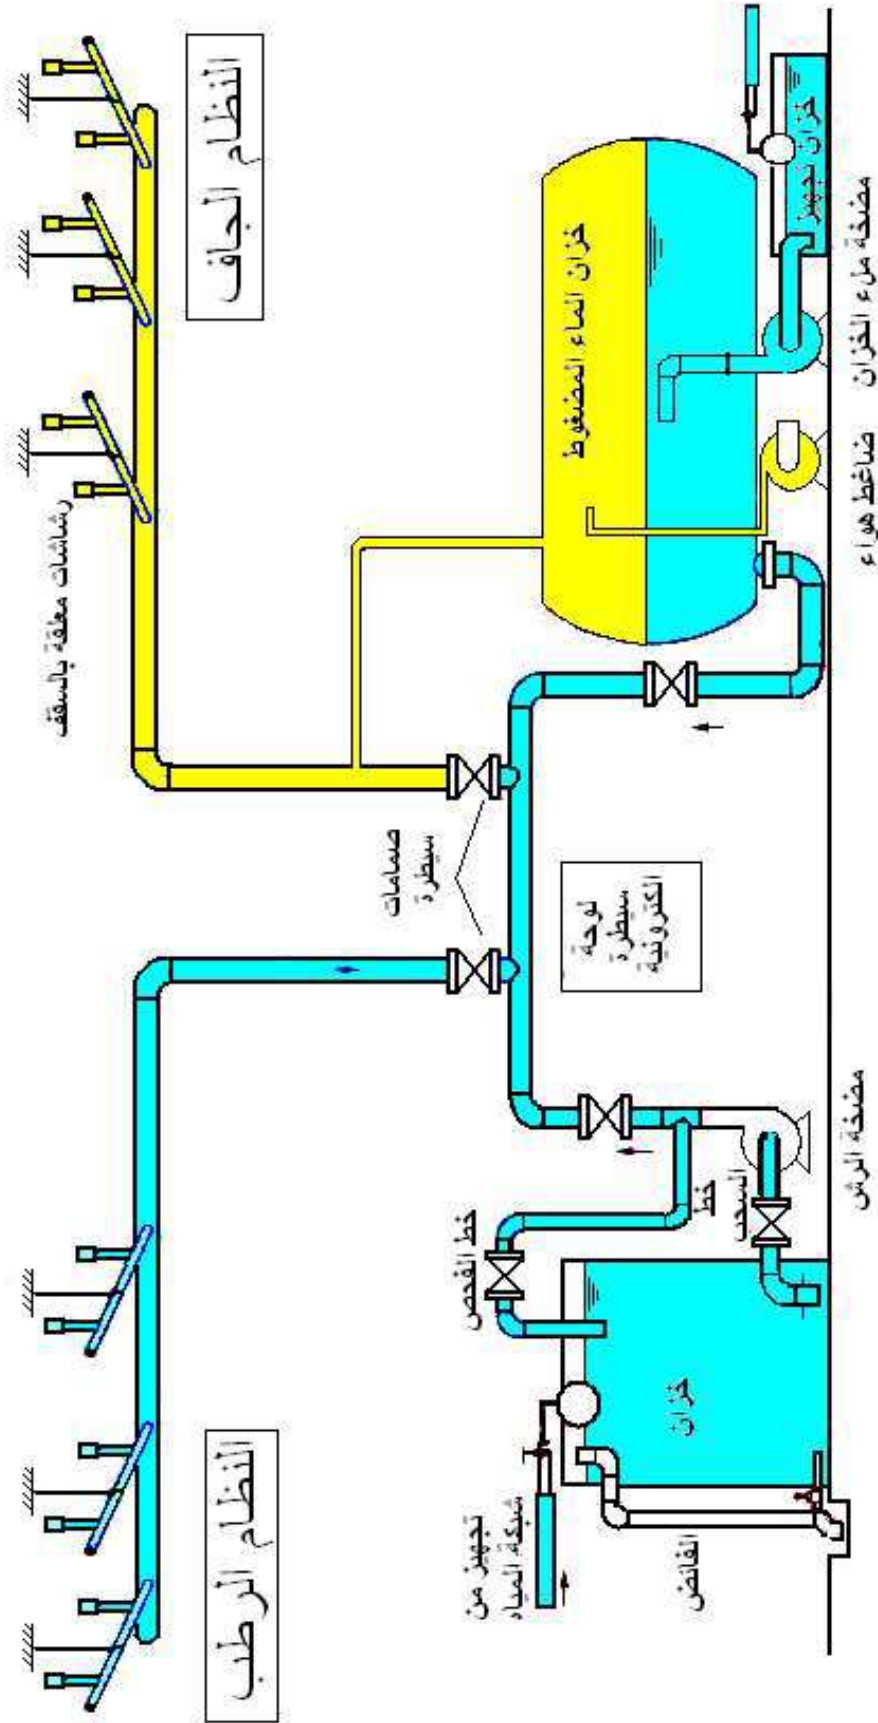 رشاشات معلقة بالسقف
النظام الجاف
النظام الرطب
صمامات
سيطرة
خزان الماء المضغوط
لوحة
سيطرة
الكترونية
خزان تجهيز
مضخة ملء الخزان
ضاغط هواء
مضخة الرش
خط
السحب
خط الفحص
خزان
تجهيز من
شبكة المياه
الفائض